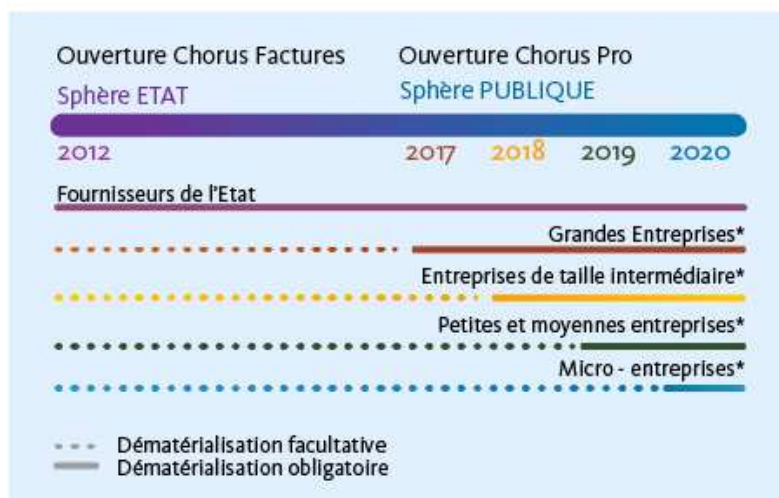 Ouverture Chorus Factures
Ouverture Chorus Pro
Sphère ETAT
Sphère PUBLIQUE
2012
2017
2018
2019
2020
Fournisseurs de l'Etat
Grandes Entreprises*
Entreprises de taille intermédiaire*
Petites et moyennes entreprises*
Micro - entreprises*
Dématérialisation facultative
Dématérialisation obligatoire